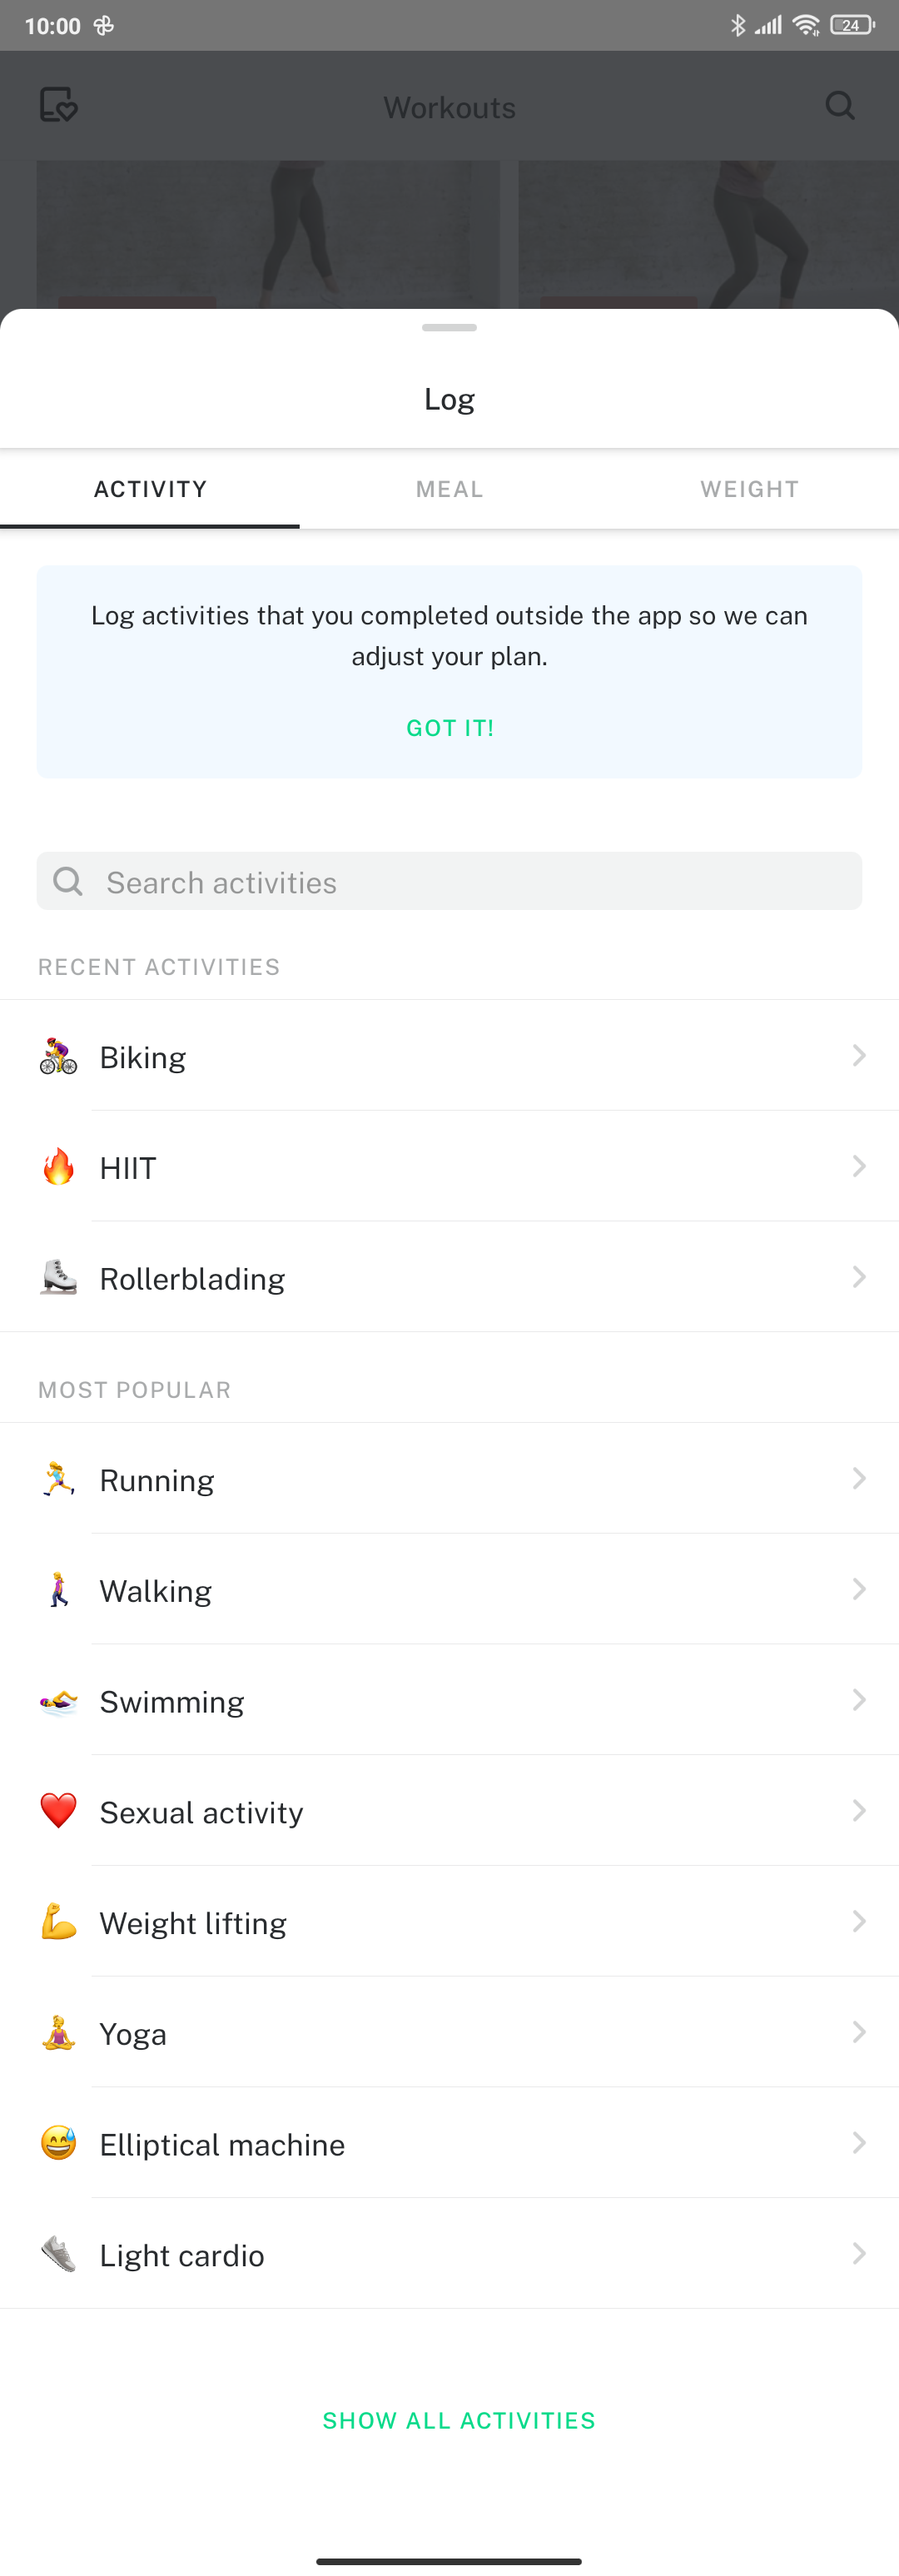 10:00
24
Workouts
Log
ACTIVITY
MEAL
WEIGHT
Log activities that you completed outside the app so we can
adjust your plan.
GOT IT!
Search activities
RECENT ACTIVITIES
Biking
HIIT
Rollerblading
MOST POPULAR
Running
Walking
Swimming
Sexual activity
Weight lifting
Yoga
Elliptical machine
Light cardio
SHOW ALL ACTIVITIES